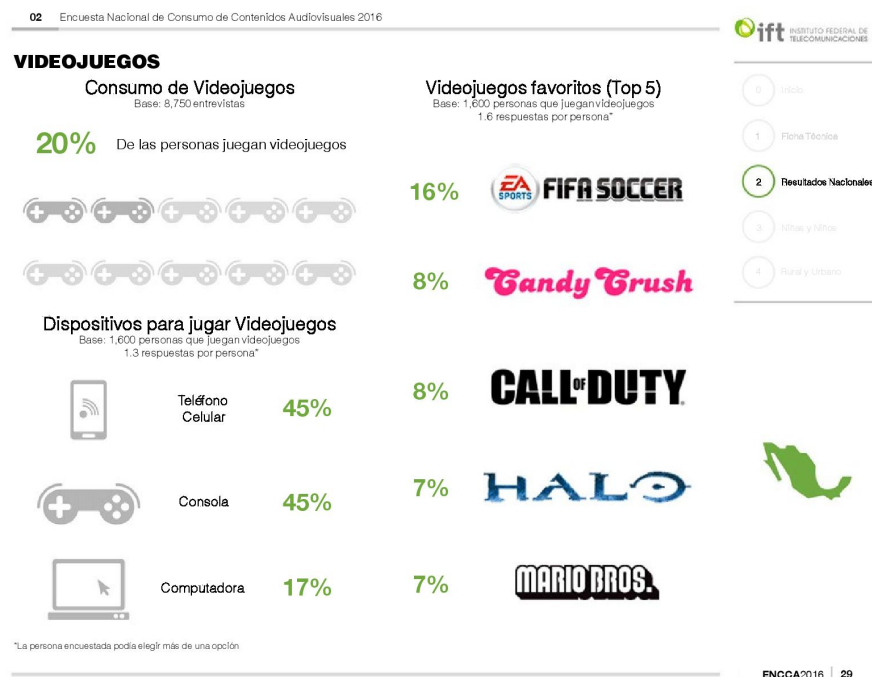 02 Encuesta Nacional de Consumo de Contenidos Audiovisuales 2016
ift INSTITUTO FEDERAL DE
TELECOMUNICACIONES
VIDEOJUEGOS
Consumo de Videojuegos
Base: 8,750 entrevistas
20% De las personas juegan videojuegos
Dispositivos para jugar Videojuegos
Base: 1,600 personas que juegan videojuegos
1.3 respuestas por persona*
Teléfono
Celular
45%
Consola 45%
Computadora 17%
*La persona encuestada podía elegir más de una opción
Videojuegos favoritos (Top 5)
Base: 1,600 personas que juegan videojuegos
1.6 respuestas por persona*
16% EA SPORTS FIFA SOCCER
8% Candy Crush
8% CALL OF DUTY
7% HALO
7% MARIO BROS.
0 Inicio
1 Ficha Técnica
2 Resultados Nacionales
3 Niñas y Niños
4 Rural y Urbano
ENCCA2016 29